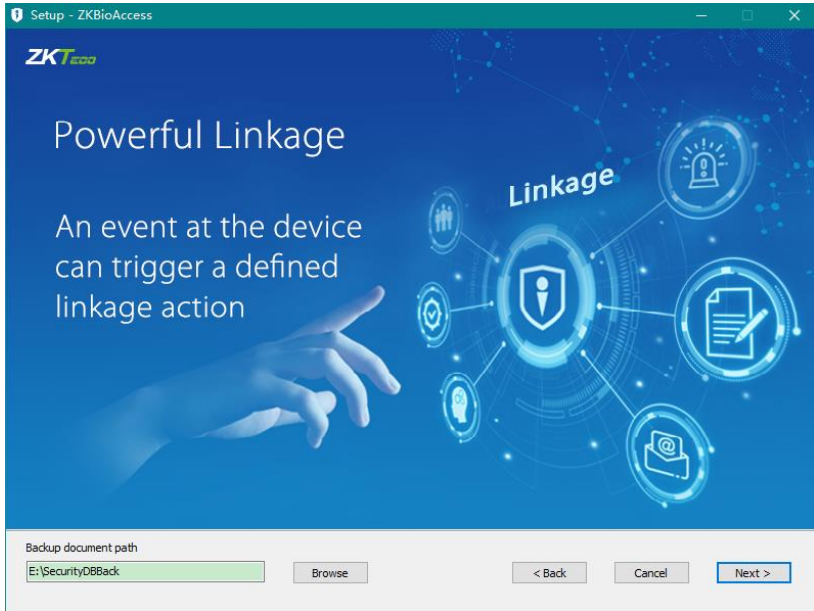 Setup - ZKBioAccess
ZKTECO
Powerful Linkage
Linkage
An event at the device
can trigger a defined
linkage action
Backup document path
E:\SecurityDBBack
Browse
< Back
Cancel
Next >